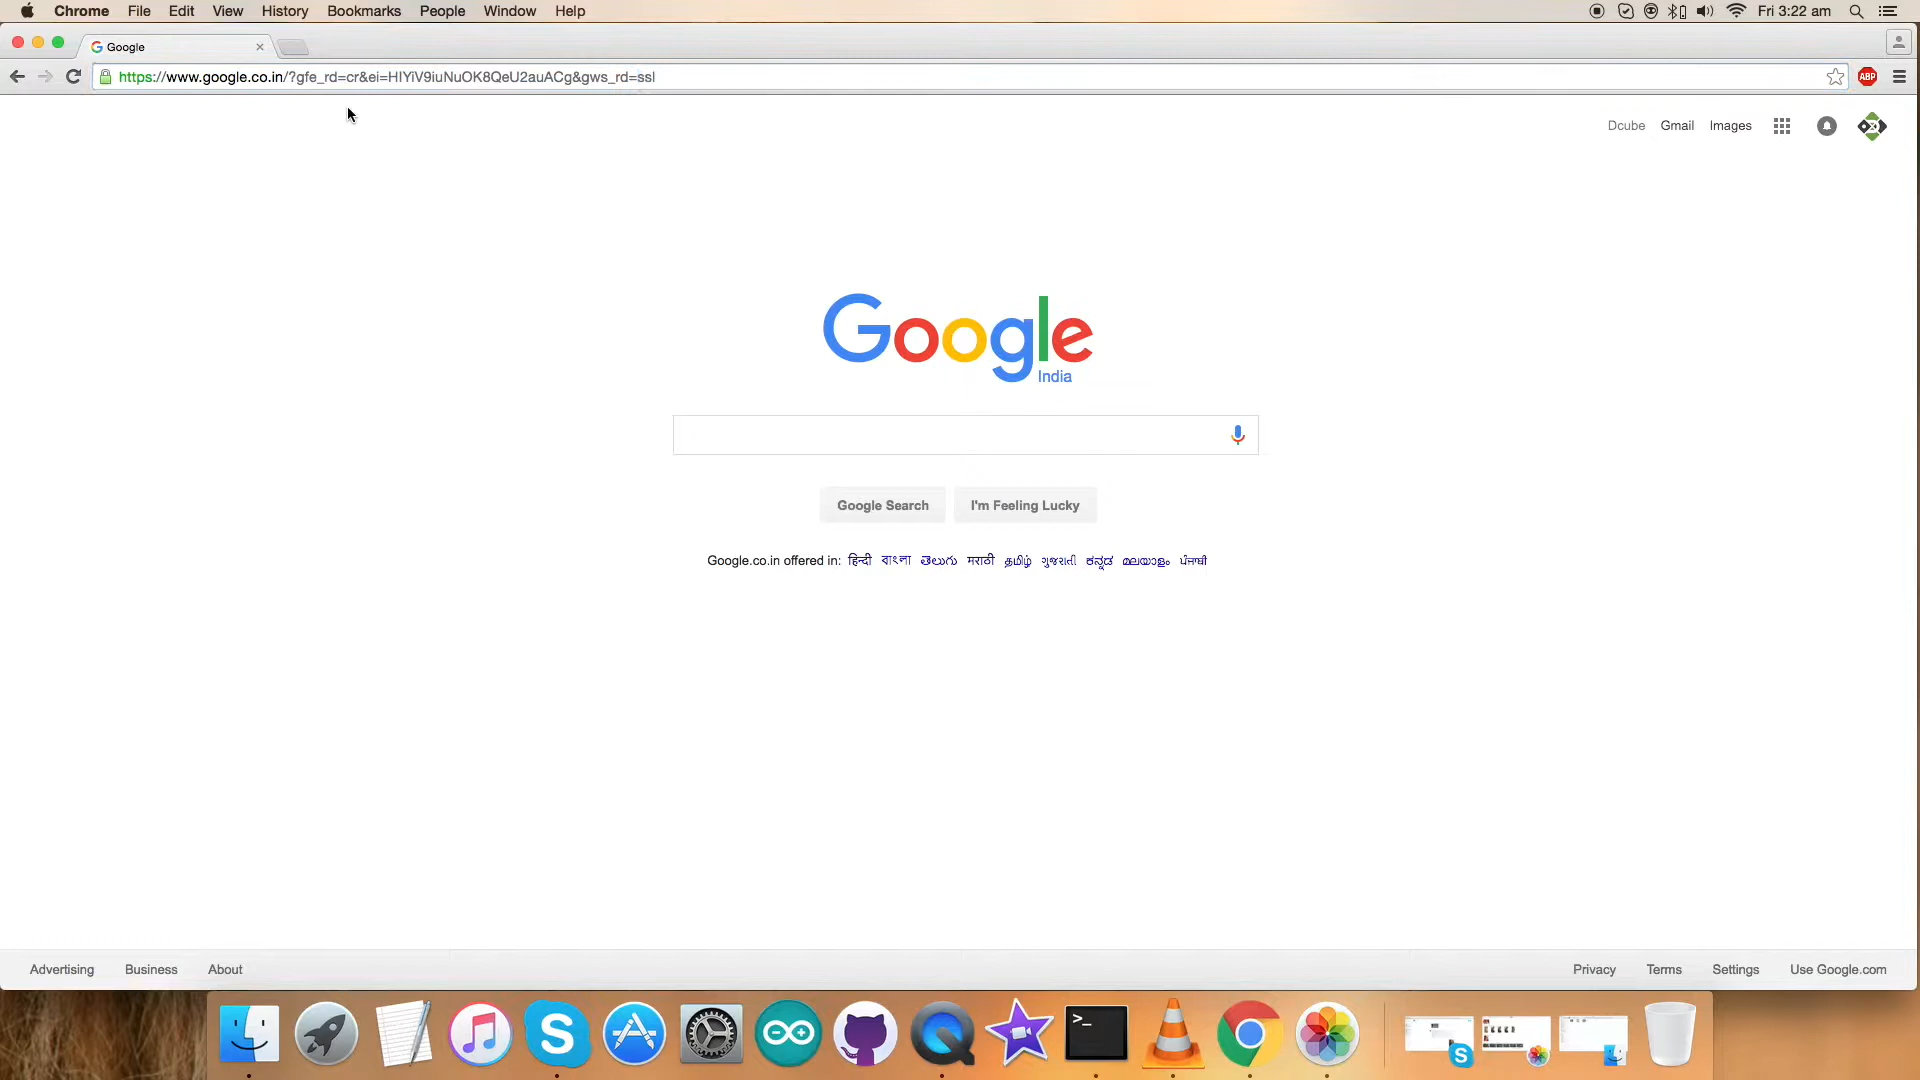 Chrome File Edit View History Bookmarks People Window Help Fri 3:22 am
Google
https://www.google.co.in/?gfe_rd=cr&ei=HIYiV9iuNuOK8QeU2auACg&gws_rd=ssl ABP
Dcube Gmail Images
Google
India
Google Search I'm Feeling Lucky
Google.co.in offered in: हिन्दी বাংলা తెలుగు मराठी தமிழ் ગુજરાતી ಕನ್ನಡ മലയാളം ਪੰਜਾਬੀ
Advertising Business About Privacy Terms Settings Use Google.com